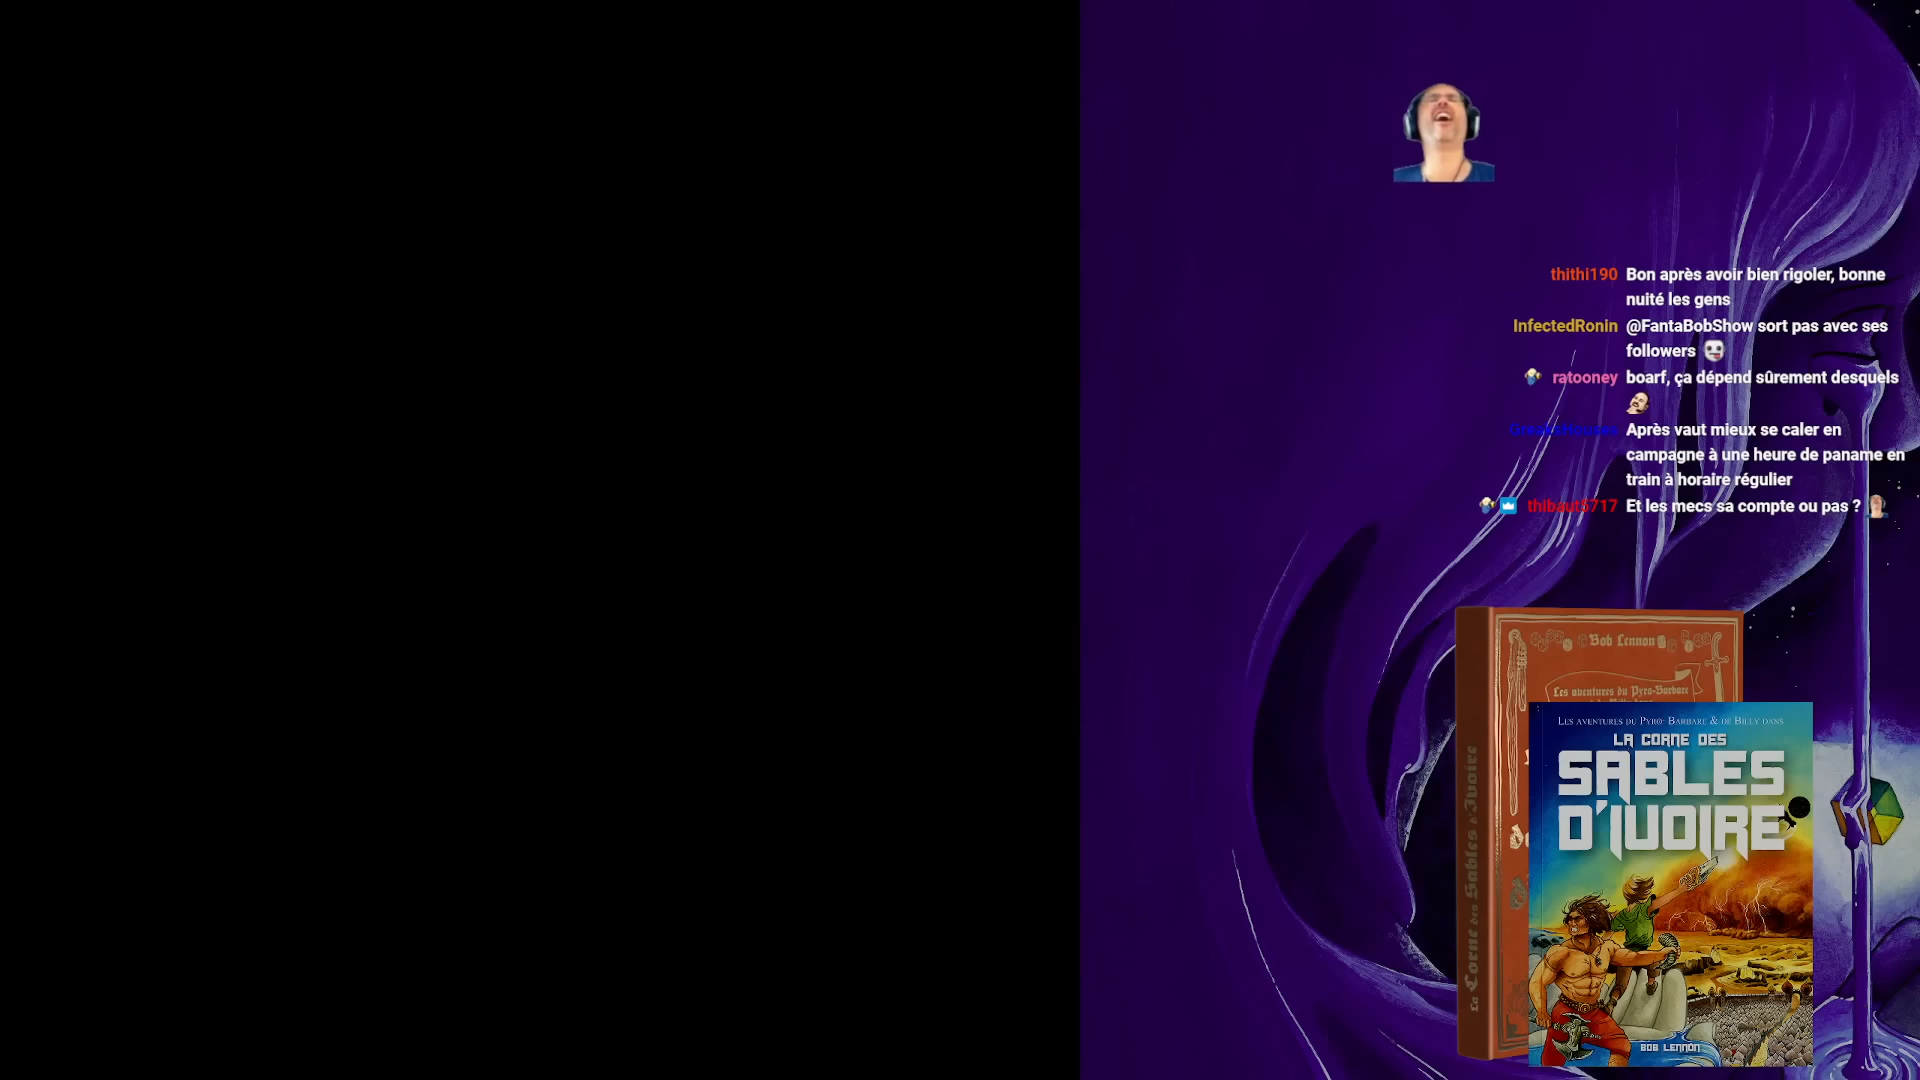 thithi190 Bon après avoir bien rigoler, bonne
nuité les gens
InfectedRonin @FantaBobShow sort pas avec ses
followers
ratooney boarf, ça dépend sûrement desquels
Après vaut mieux se caler en
campagne à une heure de paname en
train à horaire régulier
thibaut5717 Et les mecs sa compte ou pas ?
Bob Lennon
Les aventures du Pyro-Barbare
La Corne des Sables d'Ivoire
Les aventures du Pyro-Barbare & de Billy dans
LA CORNE DES
SABLES
D'IVOIRE
BOB LENNON